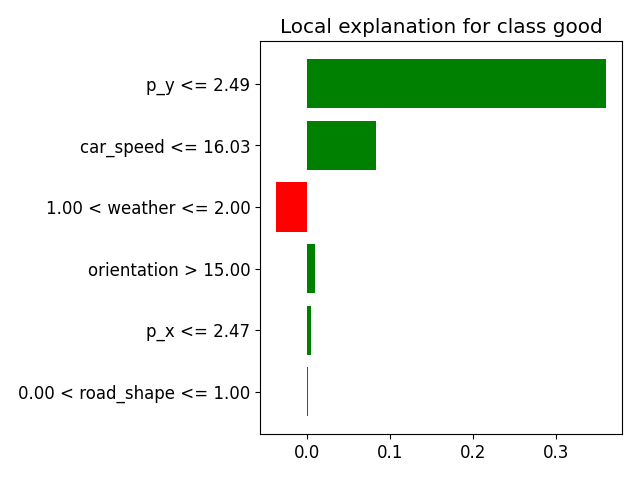 Local explanation for class good
p_y <= 2.49
car_speed <= 16.03
1.00 < weather <= 2.00
orientation > 15.00
p_x <= 2.47
0.00 < road_shape <= 1.00
0.0 0.1 0.2 0.3